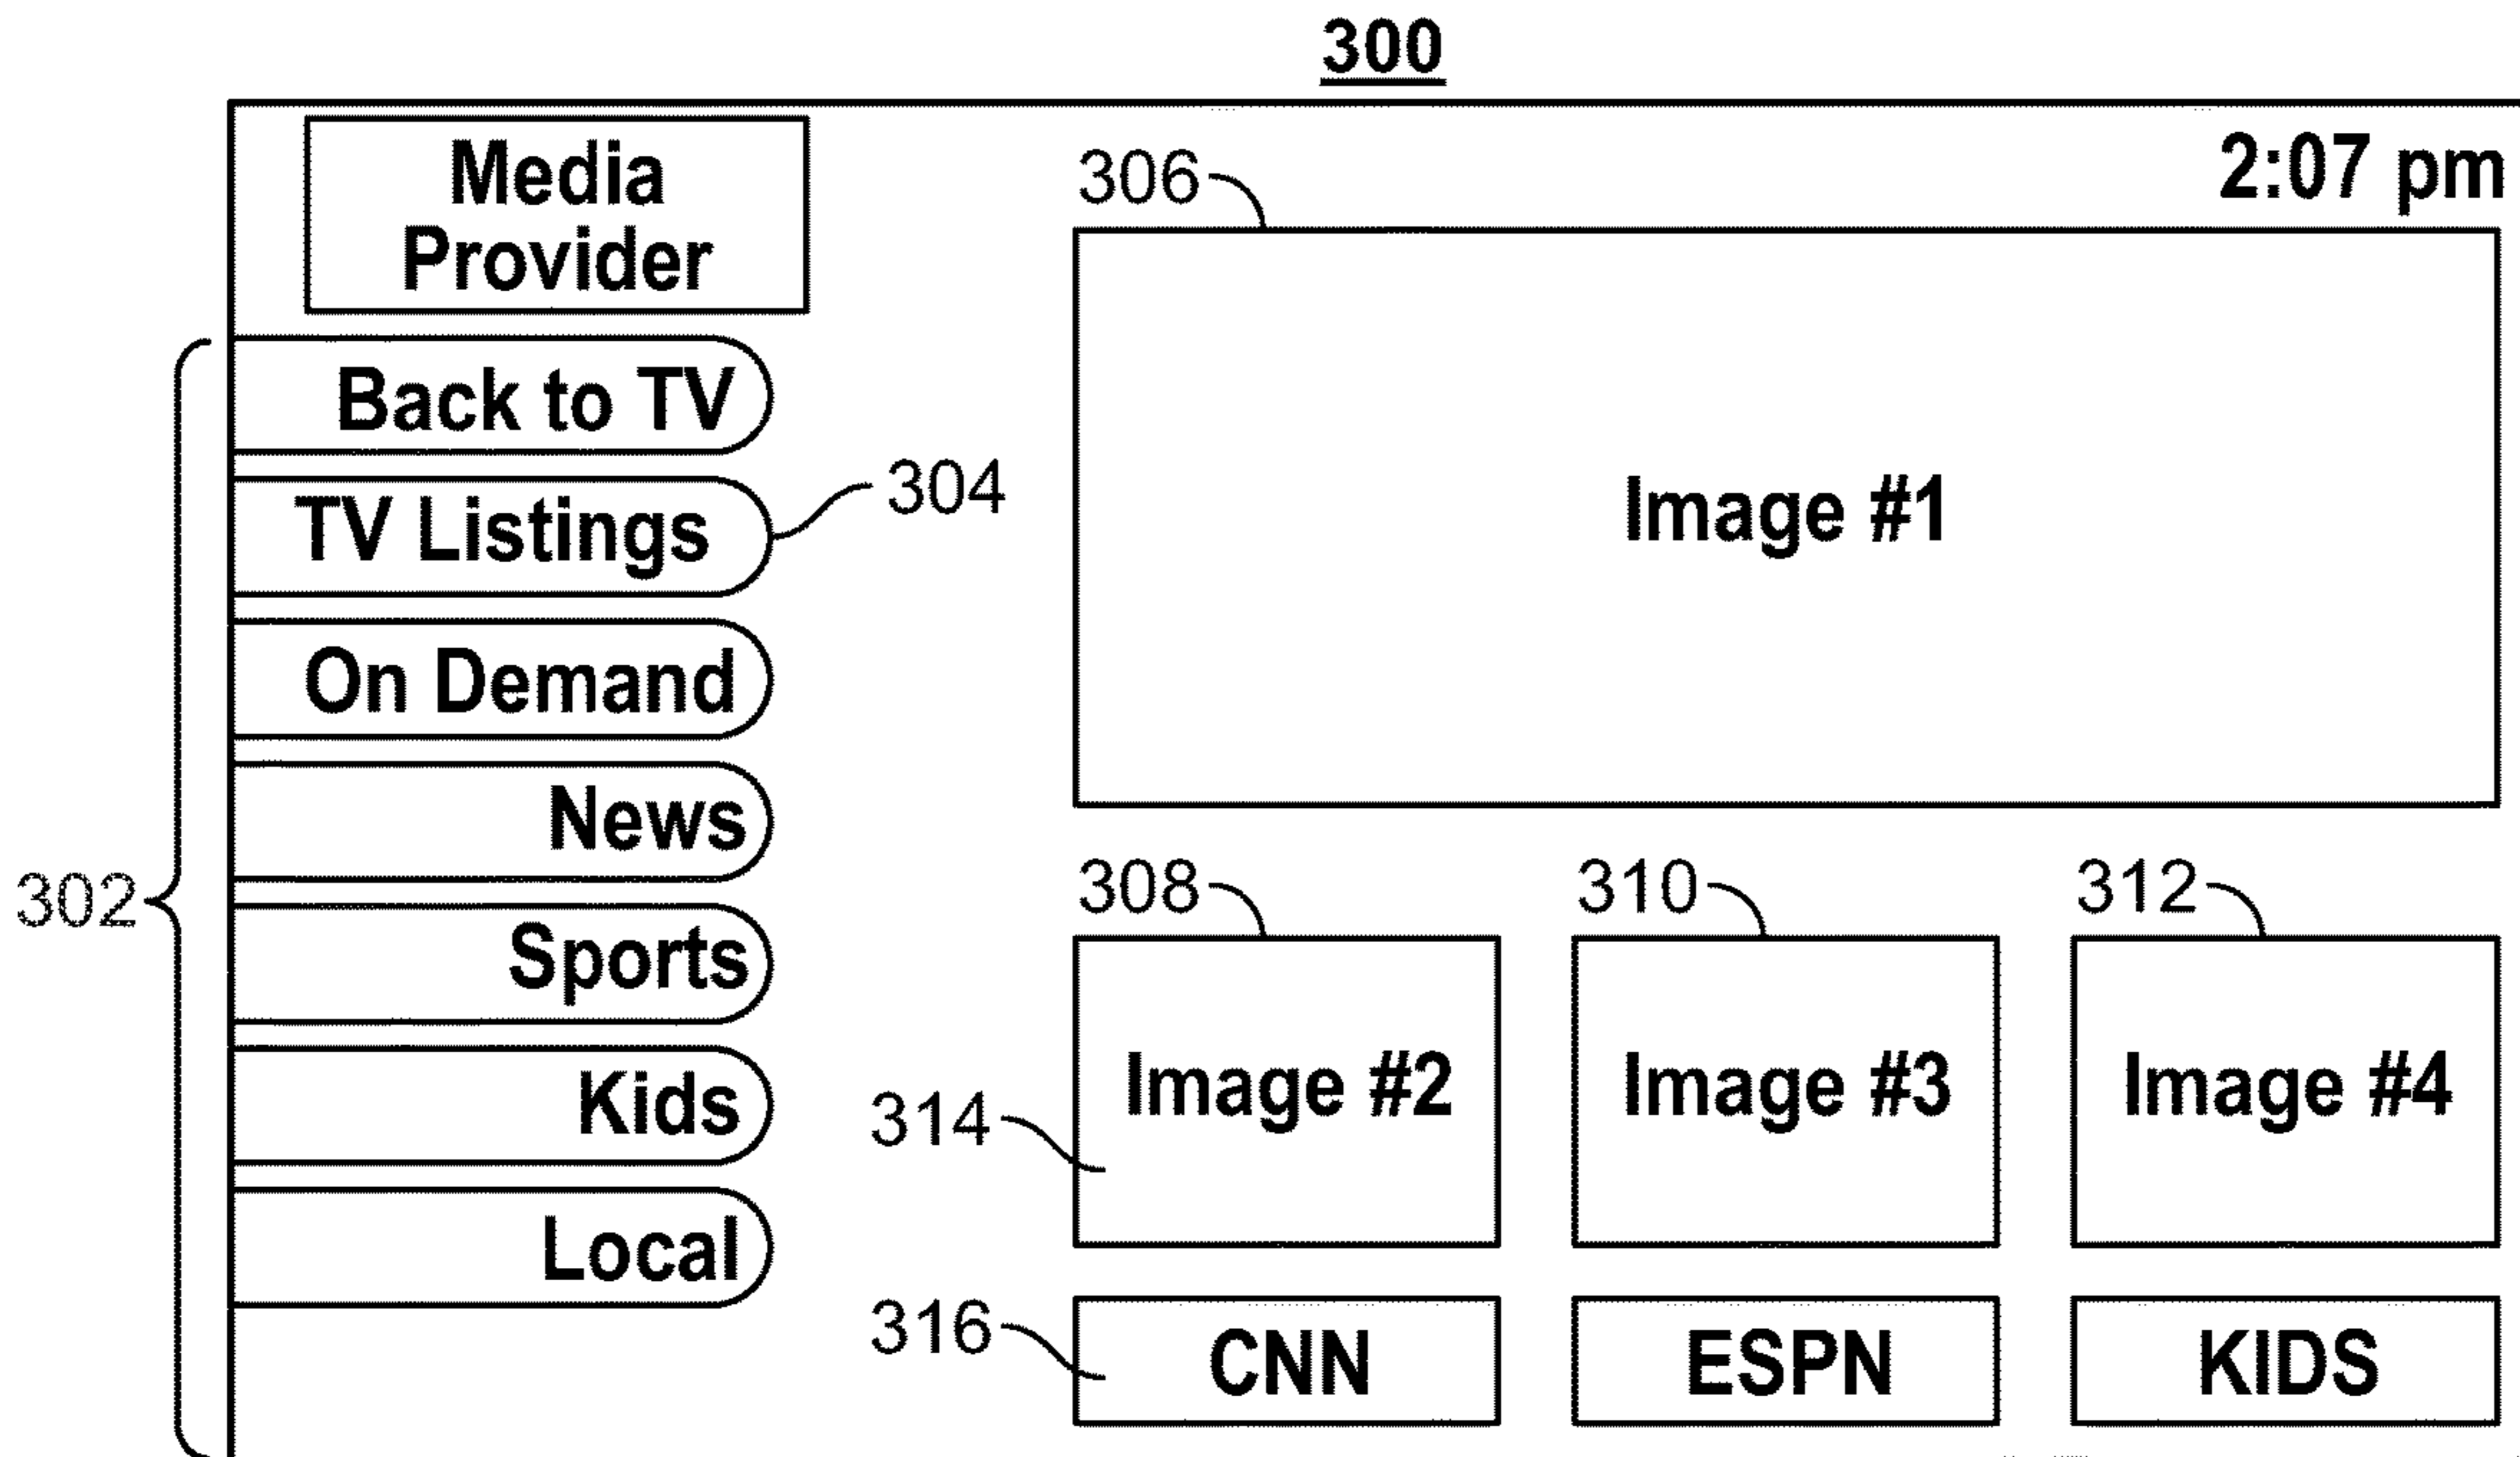 300
Media
Provider
2:07 pm
306
Back to TV
304
TV Listings
Image #1
On Demand
News
302
308
310
312
Sports
Kids
Image #2
Image #3
Image #4
314
Local
316
CNN
ESPN
KIDS